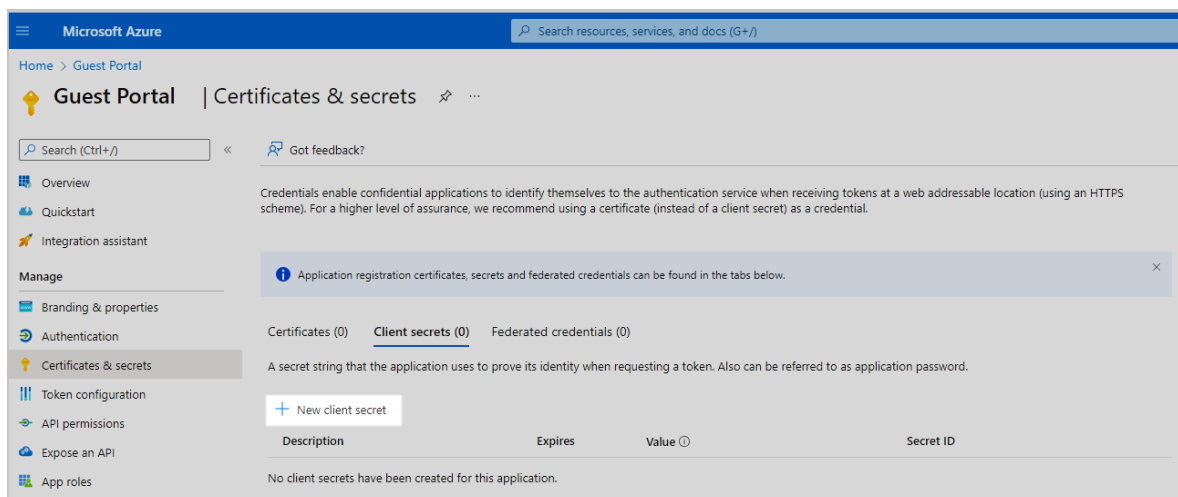 Microsoft Azure
Search resources, services, and docs (G+/)
Home > Guest Portal
Guest Portal | Certificates & secrets
Search (Ctrl+/)
Got feedback?
Overview
Quickstart
Integration assistant
Manage
Branding & properties
Authentication
Certificates & secrets
Token configuration
API permissions
Expose an API
App roles
Credentials enable confidential applications to identify themselves to the authentication service when receiving tokens at a web addressable location (using an HTTPS
scheme). For a higher level of assurance, we recommend using a certificate (instead of a client secret) as a credential.
Application registration certificates, secrets and federated credentials can be found in the tabs below.
Certificates (0) Client secrets (0) Federated credentials (0)
A secret string that the application uses to prove its identity when requesting a token. Also can be referred to as application password.
New client secret
Description Expires Value Secret ID
No client secrets have been created for this application.